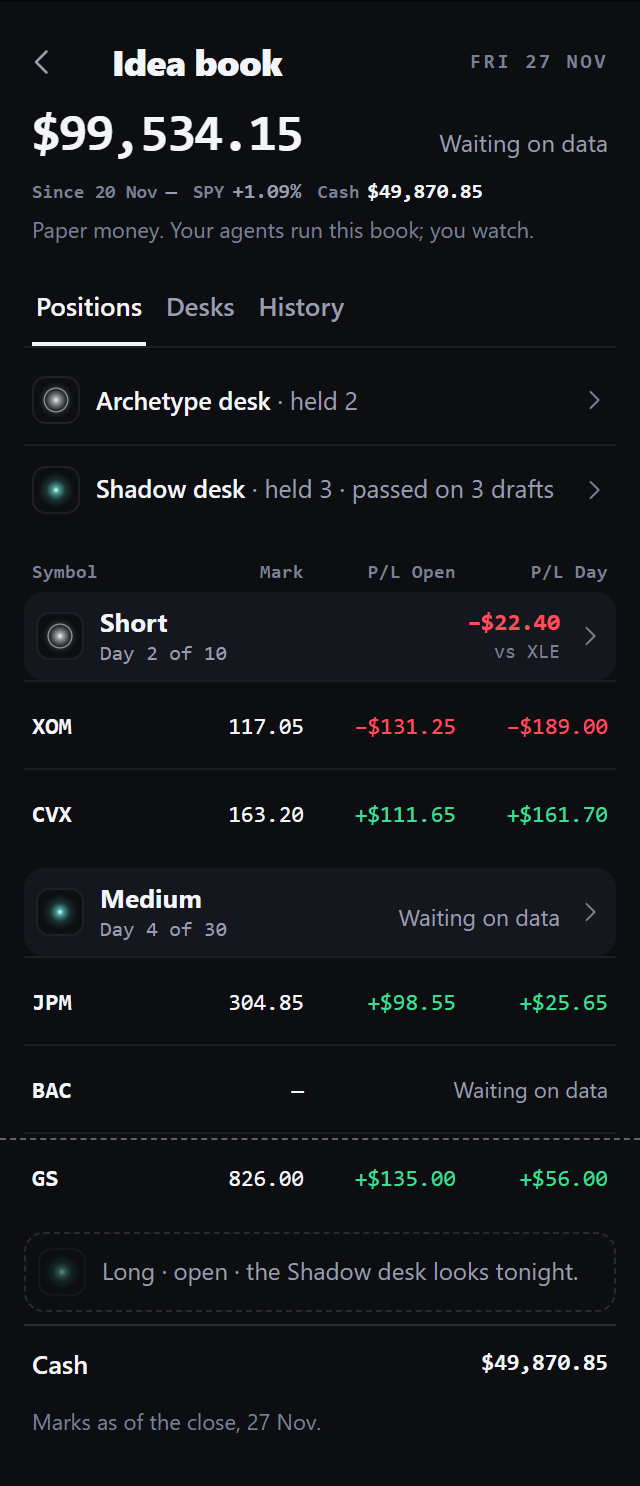 Idea book FRI 27 NOV
$99,534.15 Waiting on data
Since 20 Nov — SPY +1.09% Cash $49,870.85
Paper money. Your agents run this book; you watch.
Positions Desks History
Archetype desk · held 2
Shadow desk · held 3 · passed on 3 drafts
Symbol Mark P/L Open P/L Day
Short −$22.40
Day 2 of 10 vs XLE
XOM 117.05 −$131.25 −$189.00
CVX 163.20 +$111.65 +$161.70
Medium Waiting on data
Day 4 of 30
JPM 304.85 +$98.55 +$25.65
BAC — Waiting on data
GS 826.00 +$135.00 +$56.00
Long · open · the Shadow desk looks tonight.
Cash $49,870.85
Marks as of the close, 27 Nov.